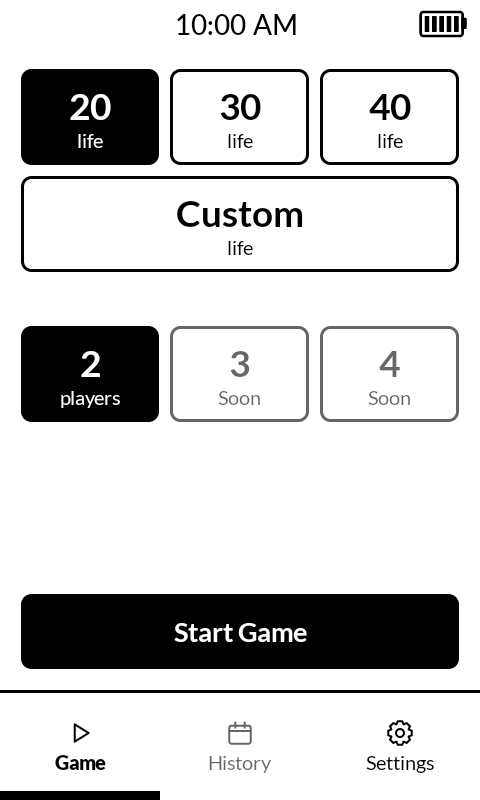 10:00 AM
20
life
30
life
40
life
Custom
life
2
players
3
Soon
4
Soon
Start Game
Game
History
Settings